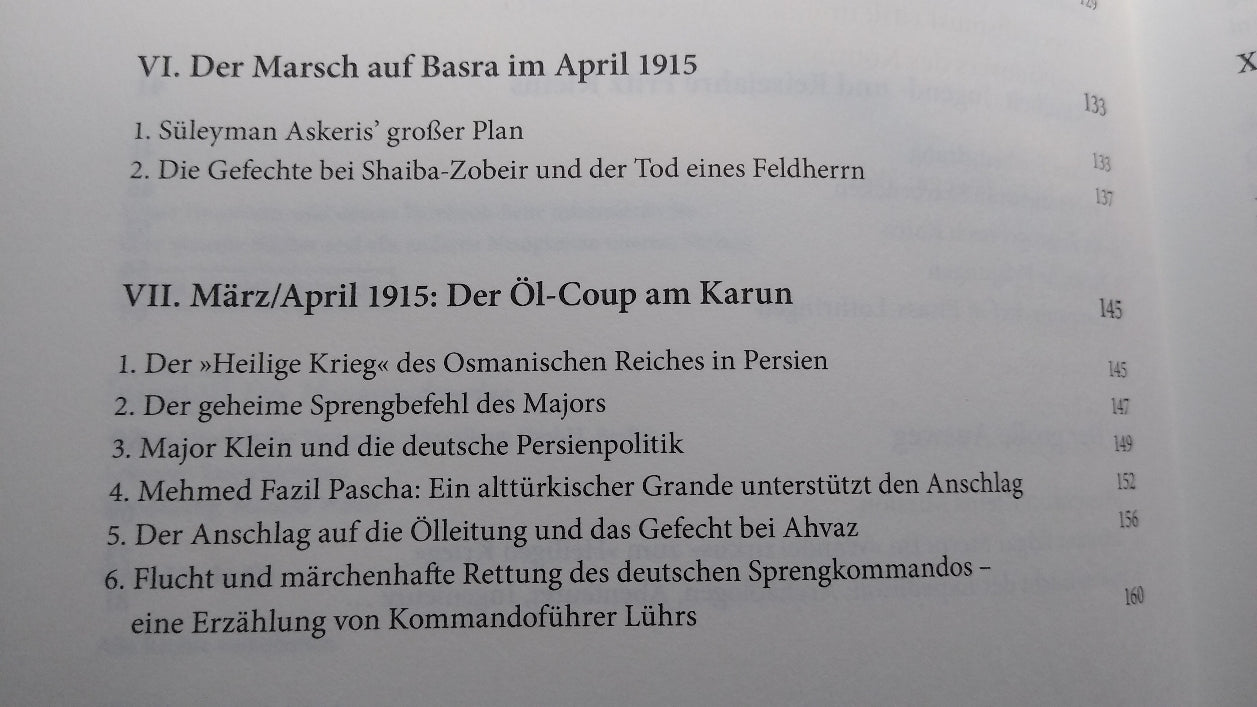 129
VI. Der Marsch auf Basra im April 1915 133
1. Süleyman Askeris’ großer Plan 133
2. Die Gefechte bei Shaiba-Zobeir und der Tod eines Feldherrn 137
VII. März/April 1915: Der Öl-Coup am Karun 145
1. Der »Heilige Krieg« des Osmanischen Reiches in Persien 145
2. Der geheime Sprengbefehl des Majors 147
3. Major Klein und die deutsche Persienpolitik 149
4. Mehmed Fazil Pascha: Ein alttürkischer Grande unterstützt den Anschlag 152
5. Der Anschlag auf die Ölleitung und das Gefecht bei Ahvaz 156
6. Flucht und märchenhafte Rettung des deutschen Sprengkommandos –
eine Erzählung von Kommandoführer Lührs 160
X